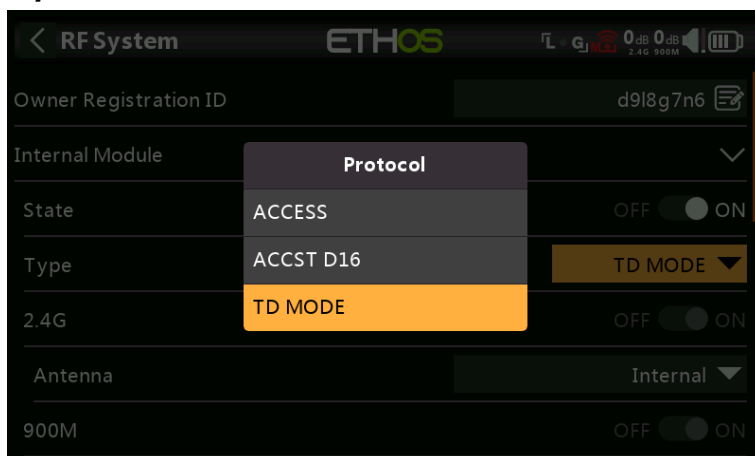 RF System ETHOS 0dB 0dB
2.4G 900M
Owner Registration ID d9l8g7n6
Internal Module
Protocol
State OFF ON
ACCESS
Type TD MODE
ACCST D16
TD MODE
2.4G OFF ON
Antenna Internal
900M OFF ON